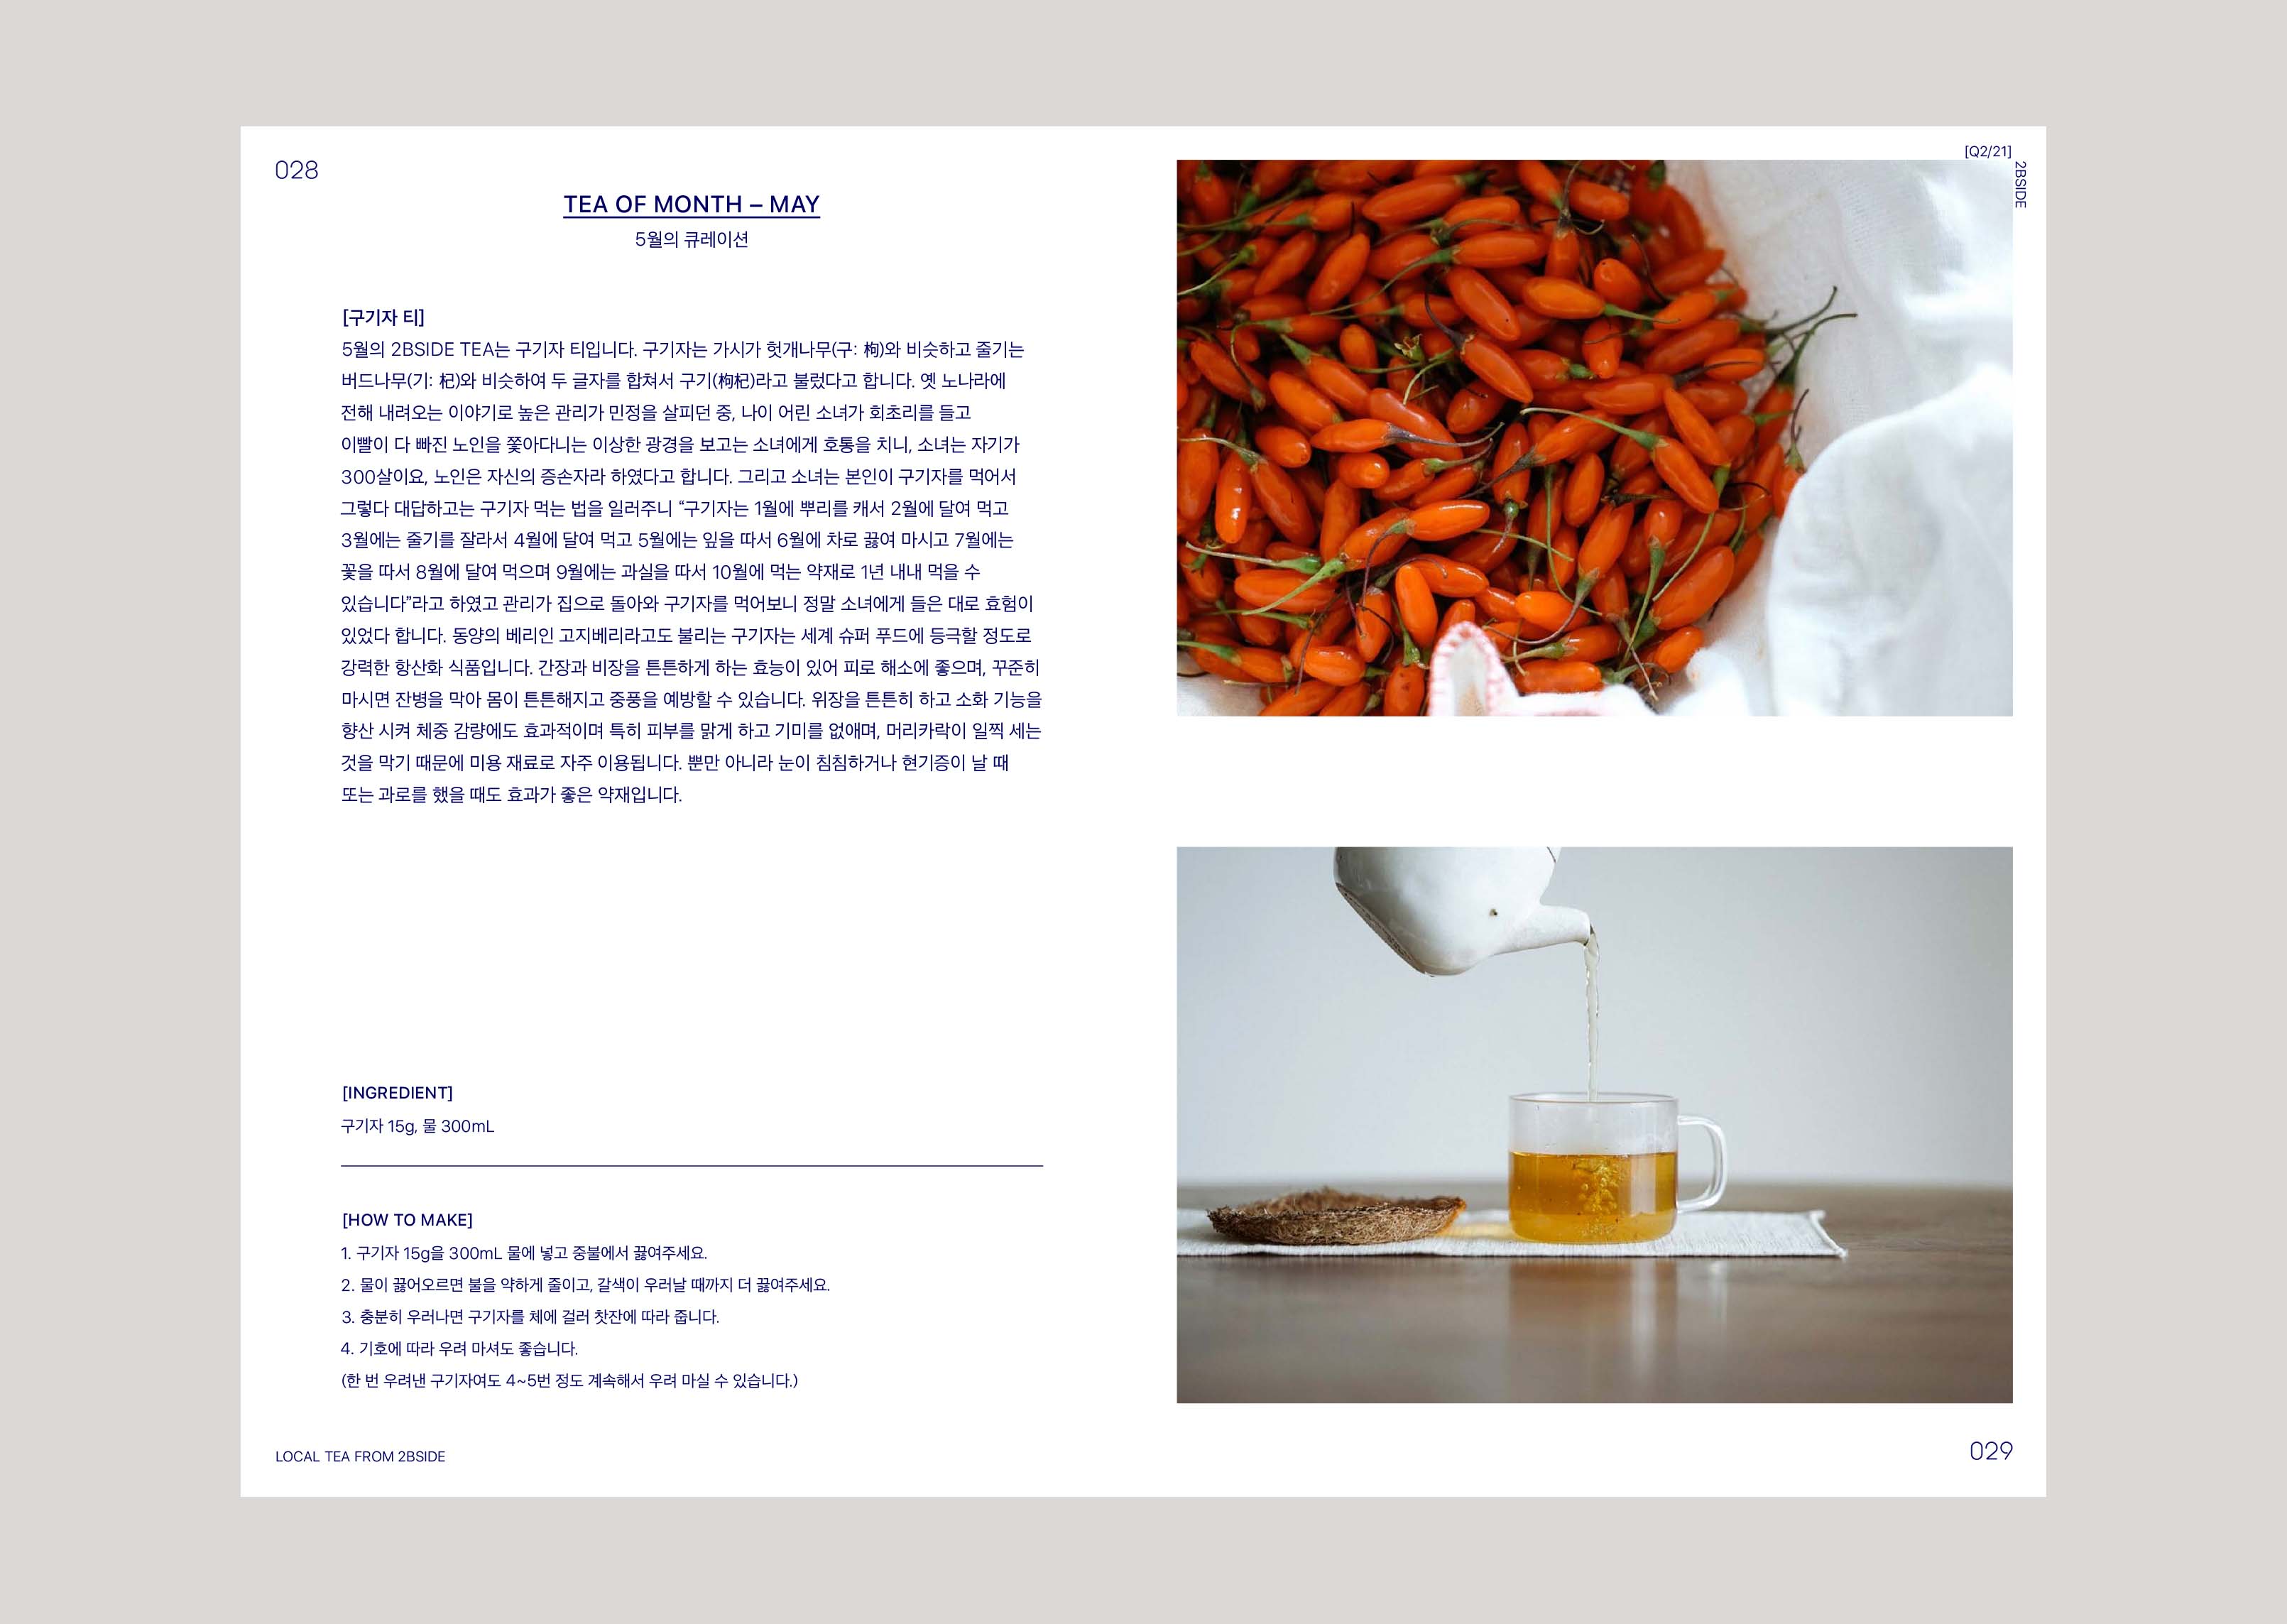 028
TEA OF MONTH – MAY
5월의 큐레이션
[구기자 티]
5월의 2BSIDE TEA는 구기자 티입니다. 구기자는 가시가 헛개나무(구: 枸)와 비슷하고 줄기는
버드나무(기: 杞)와 비슷하여 두 글자를 합쳐서 구기(枸杞)라고 불렀다고 합니다. 옛 노나라에
전해 내려오는 이야기로 높은 관리가 민정을 살피던 중, 나이 어린 소녀가 회초리를 들고
이빨이 다 빠진 노인을 쫓아다니는 이상한 광경을 보고는 소녀에게 호통을 치니, 소녀는 자기가
300살이요, 노인은 자신의 증손자라 하였다고 합니다. 그리고 소녀는 본인이 구기자를 먹어서
그렇다 대답하고는 구기자 먹는 법을 일러주니 “구기자는 1월에 뿌리를 캐서 2월에 달여 먹고
3월에는 줄기를 잘라서 4월에 달여 먹고 5월에는 잎을 따서 6월에 차로 끓여 마시고 7월에는
꽃을 따서 8월에 달여 먹으며 9월에는 과실을 따서 10월에 먹는 약재로 1년 내내 먹을 수
있습니다”라고 하였고 관리가 집으로 돌아와 구기자를 먹어보니 정말 소녀에게 들은 대로 효험이
있었다 합니다. 동양의 베리인 고지베리라고도 불리는 구기자는 세계 슈퍼 푸드에 등극할 정도로
강력한 항산화 식품입니다. 간장과 비장을 튼튼하게 하는 효능이 있어 피로 해소에 좋으며, 꾸준히
마시면 잔병을 막아 몸이 튼튼해지고 중풍을 예방할 수 있습니다. 위장을 튼튼히 하고 소화 기능을
향산 시켜 체중 감량에도 효과적이며 특히 피부를 맑게 하고 기미를 없애며, 머리카락이 일찍 세는
것을 막기 때문에 미용 재료로 자주 이용됩니다. 뿐만 아니라 눈이 침침하거나 현기증이 날 때
또는 과로를 했을 때도 효과가 좋은 약재입니다.
[INGREDIENT]
구기자 15g, 물 300mL
[HOW TO MAKE]
1. 구기자 15g을 300mL 물에 넣고 중불에서 끓여주세요.
2. 물이 끓어오르면 불을 약하게 줄이고, 갈색이 우러날 때까지 더 끓여주세요.
3. 충분히 우러나면 구기자를 체에 걸러 찻잔에 따라 줍니다.
4. 기호에 따라 우려 마셔도 좋습니다.
(한 번 우려낸 구기자여도 4~5번 정도 계속해서 우려 마실 수 있습니다.)
LOCAL TEA FROM 2BSIDE
[Q2/21]
2BSIDE
029